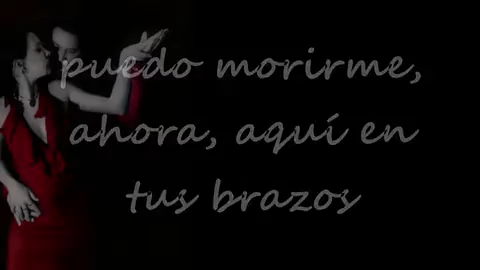 puedo morirme,
ahora, aquí en
tus brazos